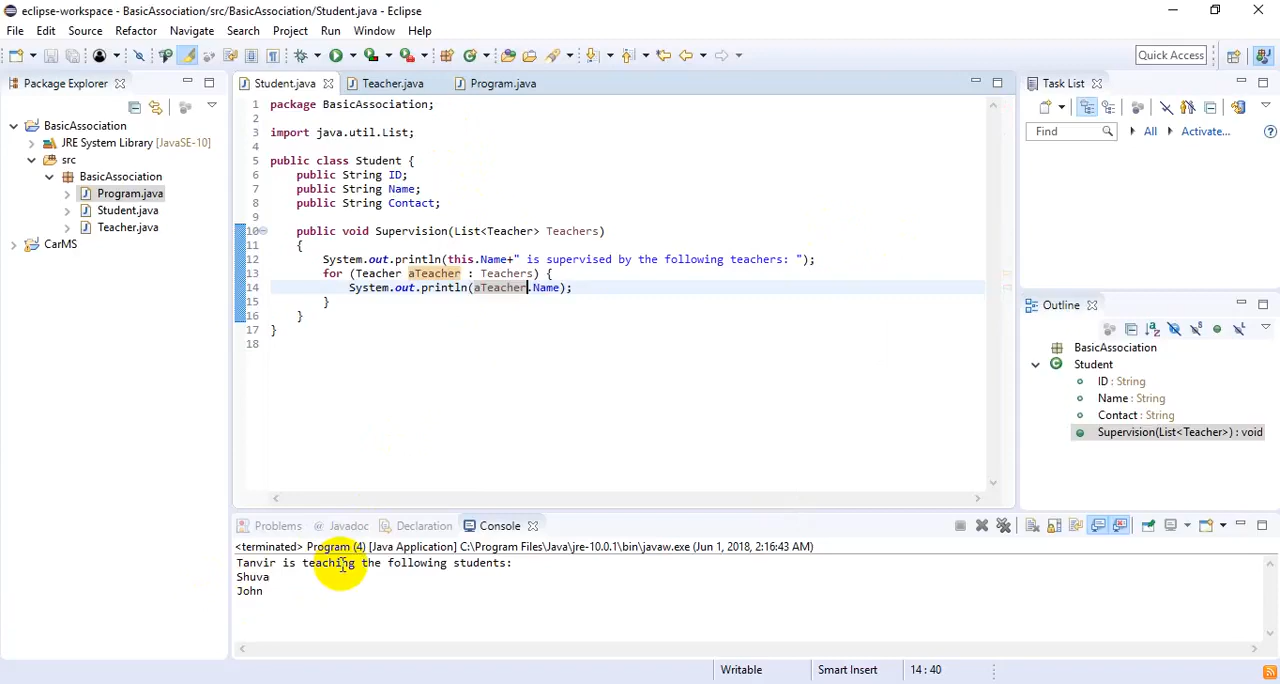 eclipse-workspace - BasicAssociation/src/BasicAssociation/Student.java - Eclipse
File Edit Source Refactor Navigate Search Project Run Window Help
Quick Access
Package Explorer
BasicAssociation
JRE System Library [JavaSE-10]
src
BasicAssociation
Program.java
Student.java
Teacher.java
CarMS
Student.java Teacher.java Program.java
1 package BasicAssociation;
2
3 import java.util.List;
4
5 public class Student {
6 public String ID;
7 public String Name;
8 public String Contact;
9
10 public void Supervision(List<Teacher> Teachers)
11 {
12 System.out.println(this.Name+" is supervised by the following teachers: ");
13 for (Teacher aTeacher : Teachers) {
14 System.out.println(aTeacher.Name);
15 }
16 }
17 }
18
Task List
Find All Activate...
Outline
BasicAssociation
Student
ID : String
Name : String
Contact : String
Supervision(List<Teacher>) : void
Problems @ Javadoc Declaration Console
<terminated> Program (4) [Java Application] C:\Program Files\Java\jre-10.0.1\bin\javaw.exe (Jun 1, 2018, 2:16:43 AM)
Tanvir is teaching the following students:
Shuva
John
Writable Smart Insert 14 : 40